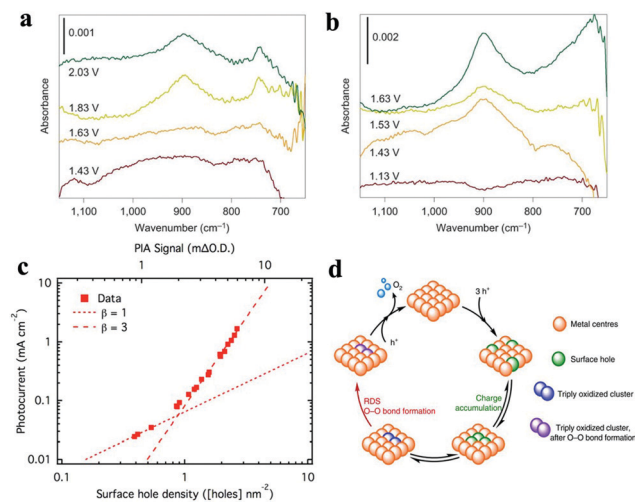 a
0.001
2.03 V
1.83 V
1.63 V
1.43 V
Absorbance
1,100 1,000 900 800 700
Wavenumber (cm⁻¹)
b
0.002
1.63 V
1.53 V
1.43 V
1.13 V
Absorbance
1,100 1,000 900 800 700
Wavenumber (cm⁻¹)
PIA Signal (mΔO.D.)
1 10
c
Data
β = 1
β = 3
10
1
0.1
0.01
Photocurrent (mA cm⁻²)
0.1 1 10
Surface hole density ([holes] nm⁻²)
d
O₂
3 h⁺
h⁺
RDS
O–O bond formation
Charge
accumulation
Metal centres
Surface hole
Triply oxidized cluster
Triply oxidized cluster,
after O–O bond formation